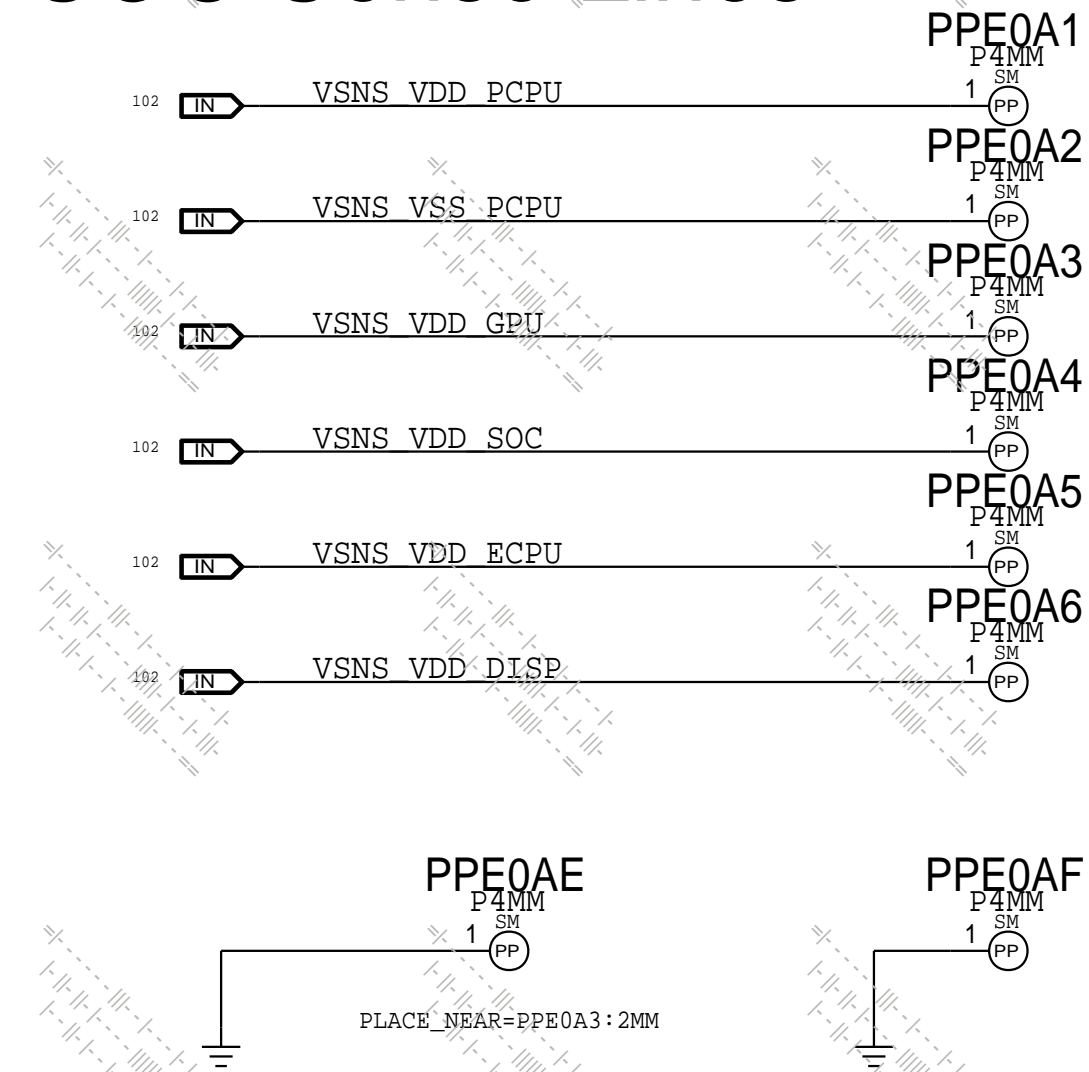 PPE0A1
P4MM
SM
102 IN VSNS_VDD_PCPU 1 PP
PPE0A2
P4MM
SM
102 IN VSNS_VSS_PCPU 1 PP
PPE0A3
P4MM
SM
102 IN VSNS_VDD_GPU 1 PP
PPE0A4
P4MM
SM
102 IN VSNS_VDD_SOC 1 PP
PPE0A5
P4MM
SM
102 IN VSNS_VDD_ECPU 1 PP
PPE0A6
P4MM
SM
102 IN VSNS_VDD_DISP 1 PP
PPE0AE
P4MM
SM
1 PP
PLACE_NEAR=PPE0A3:2MM
PPE0AF
P4MM
SM
1 PP